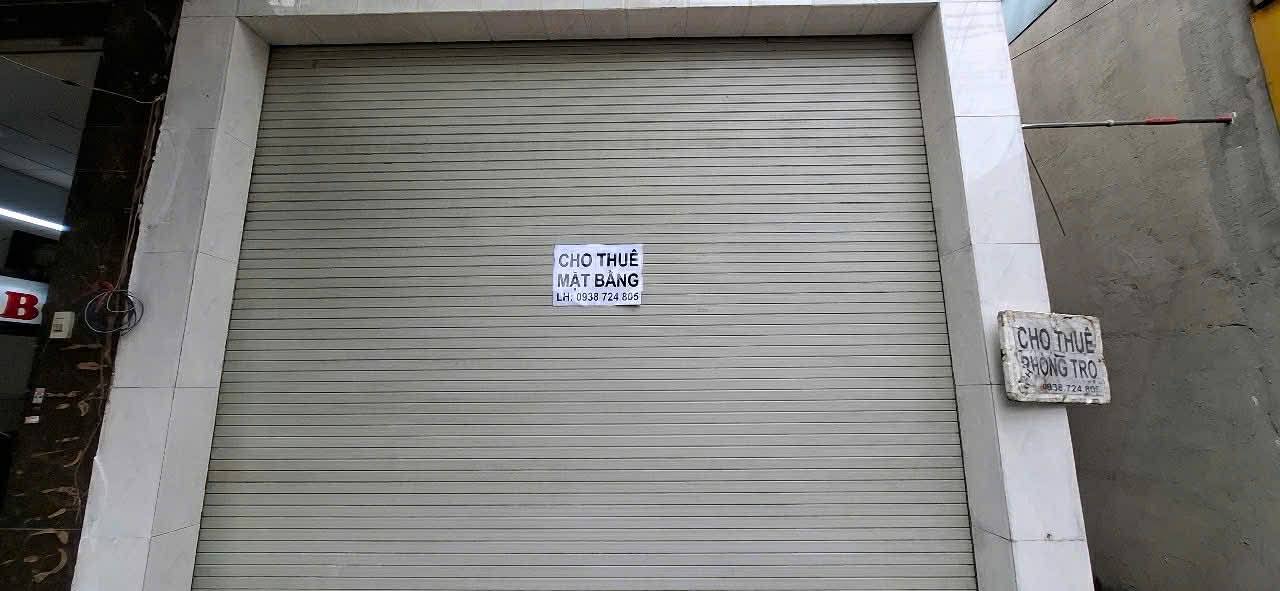 B
CHO THUÊ
MẶT BẰNG
LH: 0938 724 805
CHO THUÊ
PHÒNG TRỌ
0938.724.805